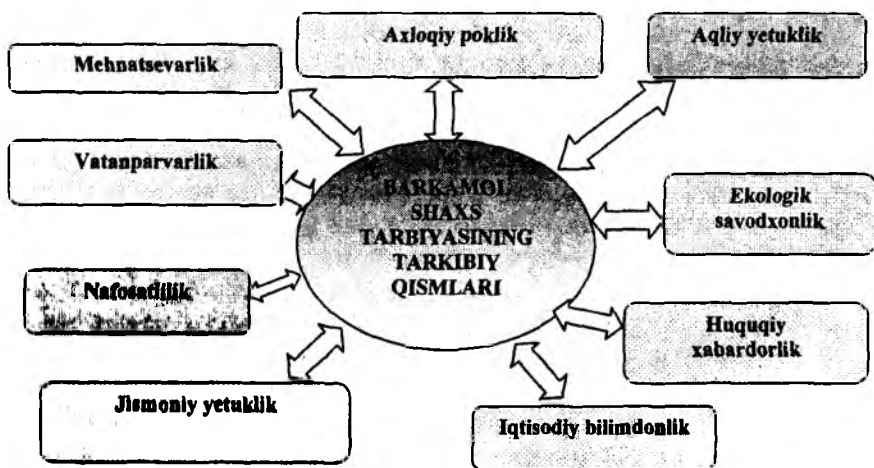 Axloqiy poklik
Aqliy yetuklik
Mehnatsevarlik
Vatanparvarlik
BARKAMOL
SHAXS
TARBIYASINING
TARKIBIY
QISMLARI
Ekologik
savodxonlik
Nafosatlilik
Huquqiy
xabardorlik
Jismoniy yetuklik
Iqtisodiy bilimdonlik